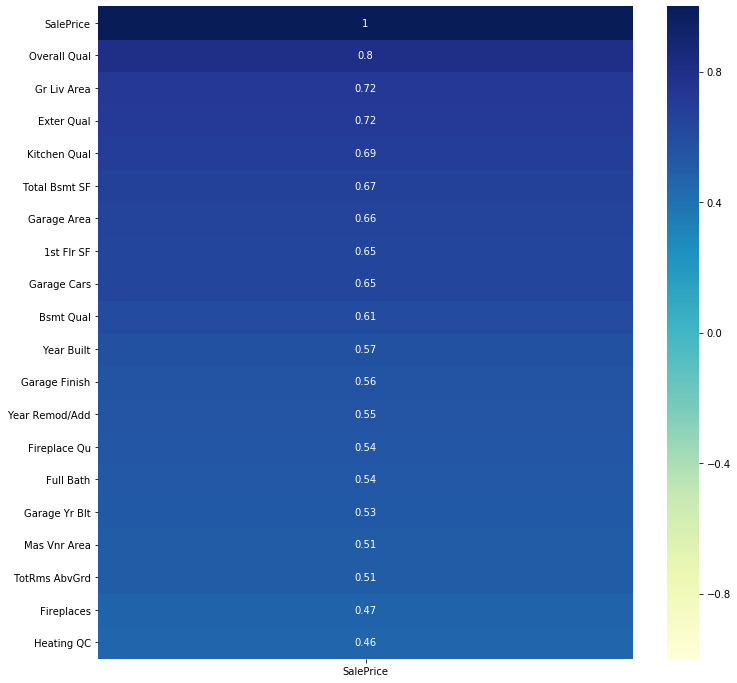 SalePrice 1
Overall Qual 0.8
Gr Liv Area 0.72
Exter Qual 0.72
Kitchen Qual 0.69
Total Bsmt SF 0.67
Garage Area 0.66
1st Flr SF 0.65
Garage Cars 0.65
Bsmt Qual 0.61
Year Built 0.57
Garage Finish 0.56
Year Remod/Add 0.55
Fireplace Qu 0.54
Full Bath 0.54
Garage Yr Blt 0.53
Mas Vnr Area 0.51
TotRms AbvGrd 0.51
Fireplaces 0.47
Heating QC 0.46
SalePrice
0.8
0.4
0.0
−0.4
−0.8